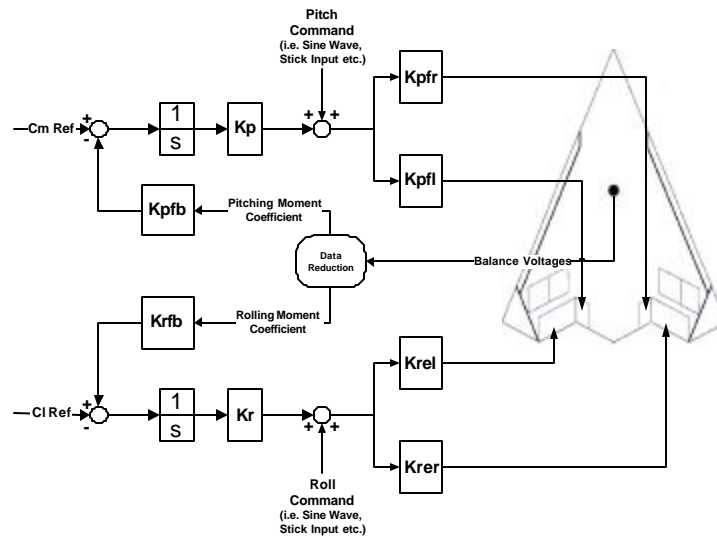 Pitch
Command
(i.e. Sine Wave,
Stick Input etc.)
Kpfr
+ +
Cm Ref
+
-
1
s
Kp
Kpfl
Kpfb
Pitching Moment
Coefficient
Data
Reduction
Balance Voltages
Krfb
Rolling Moment
Coefficient
Krel
Cl Ref
+
-
1
s
Kr
+ +
Krer
Roll
Command
(i.e. Sine Wave,
Stick Input etc.)